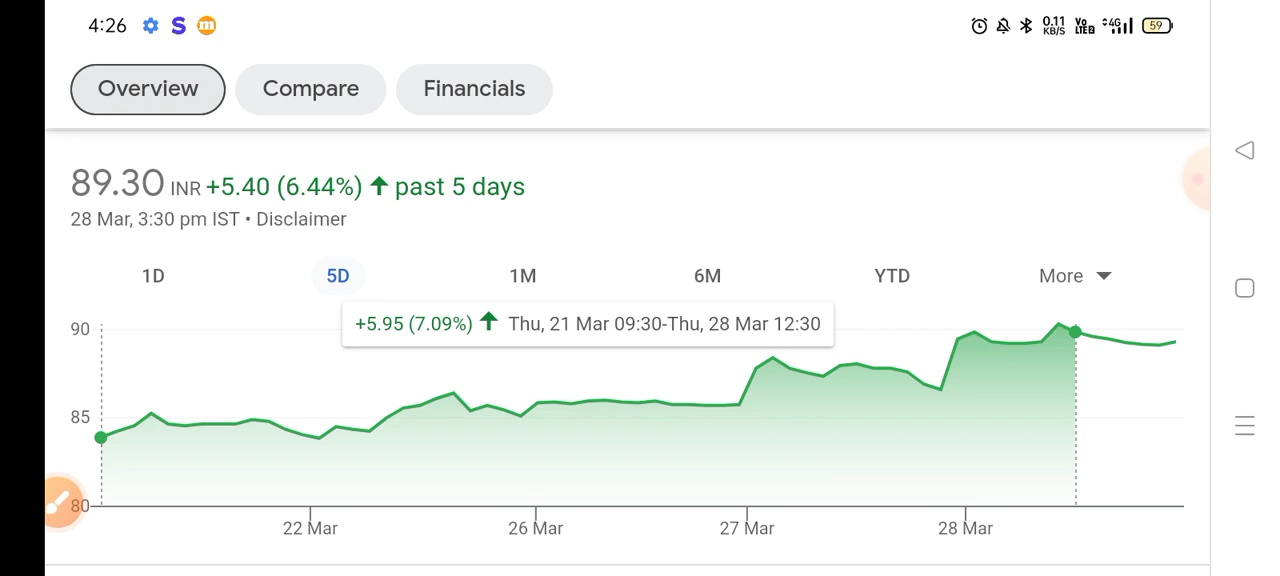 4:26 S m 0.11 KB/S Vo LTE2 4G 59
Overview Compare Financials
89.30 INR +5.40 (6.44%) ↑ past 5 days
28 Mar, 3:30 pm IST • Disclaimer
1D 5D 1M 6M YTD More
+5.95 (7.09%) ↑ Thu, 21 Mar 09:30-Thu, 28 Mar 12:30
90
85
80
22 Mar 26 Mar 27 Mar 28 Mar